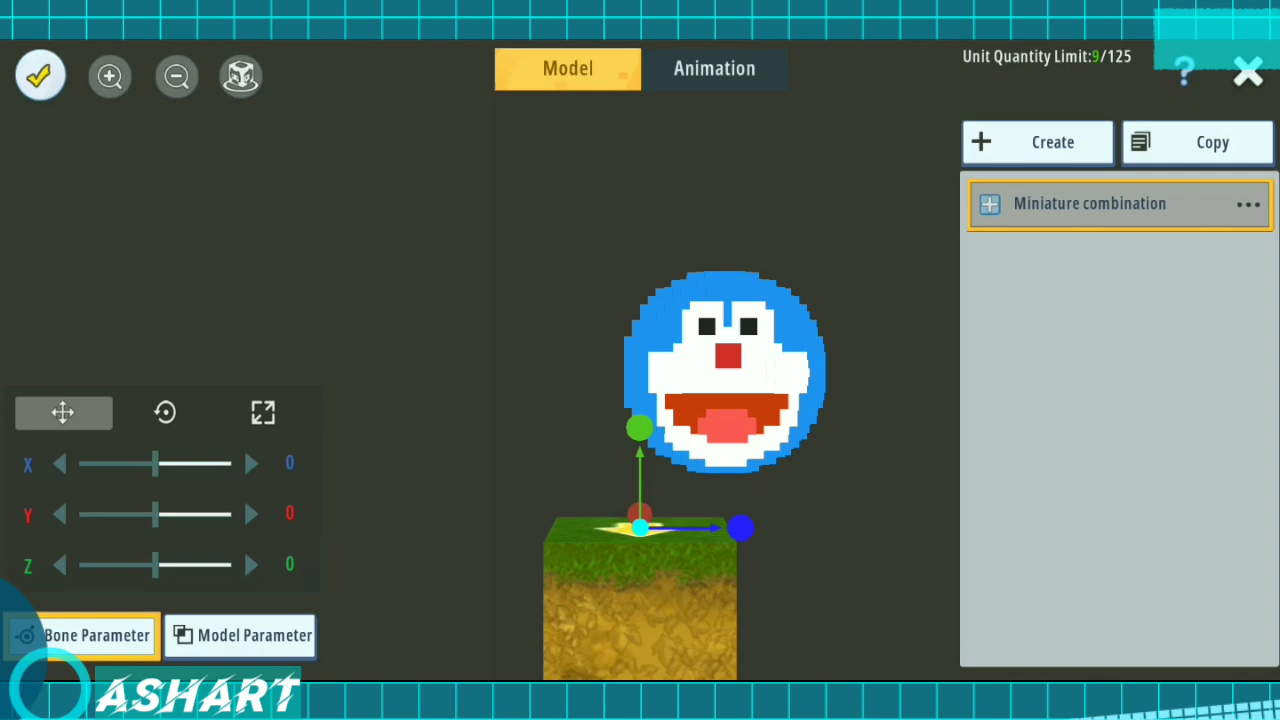 Model
Animation
Unit Quantity Limit:9/125
?
Create
Copy
Miniature combination
X 0
Y 0
Z 0
Bone Parameter
Model Parameter
ASHART